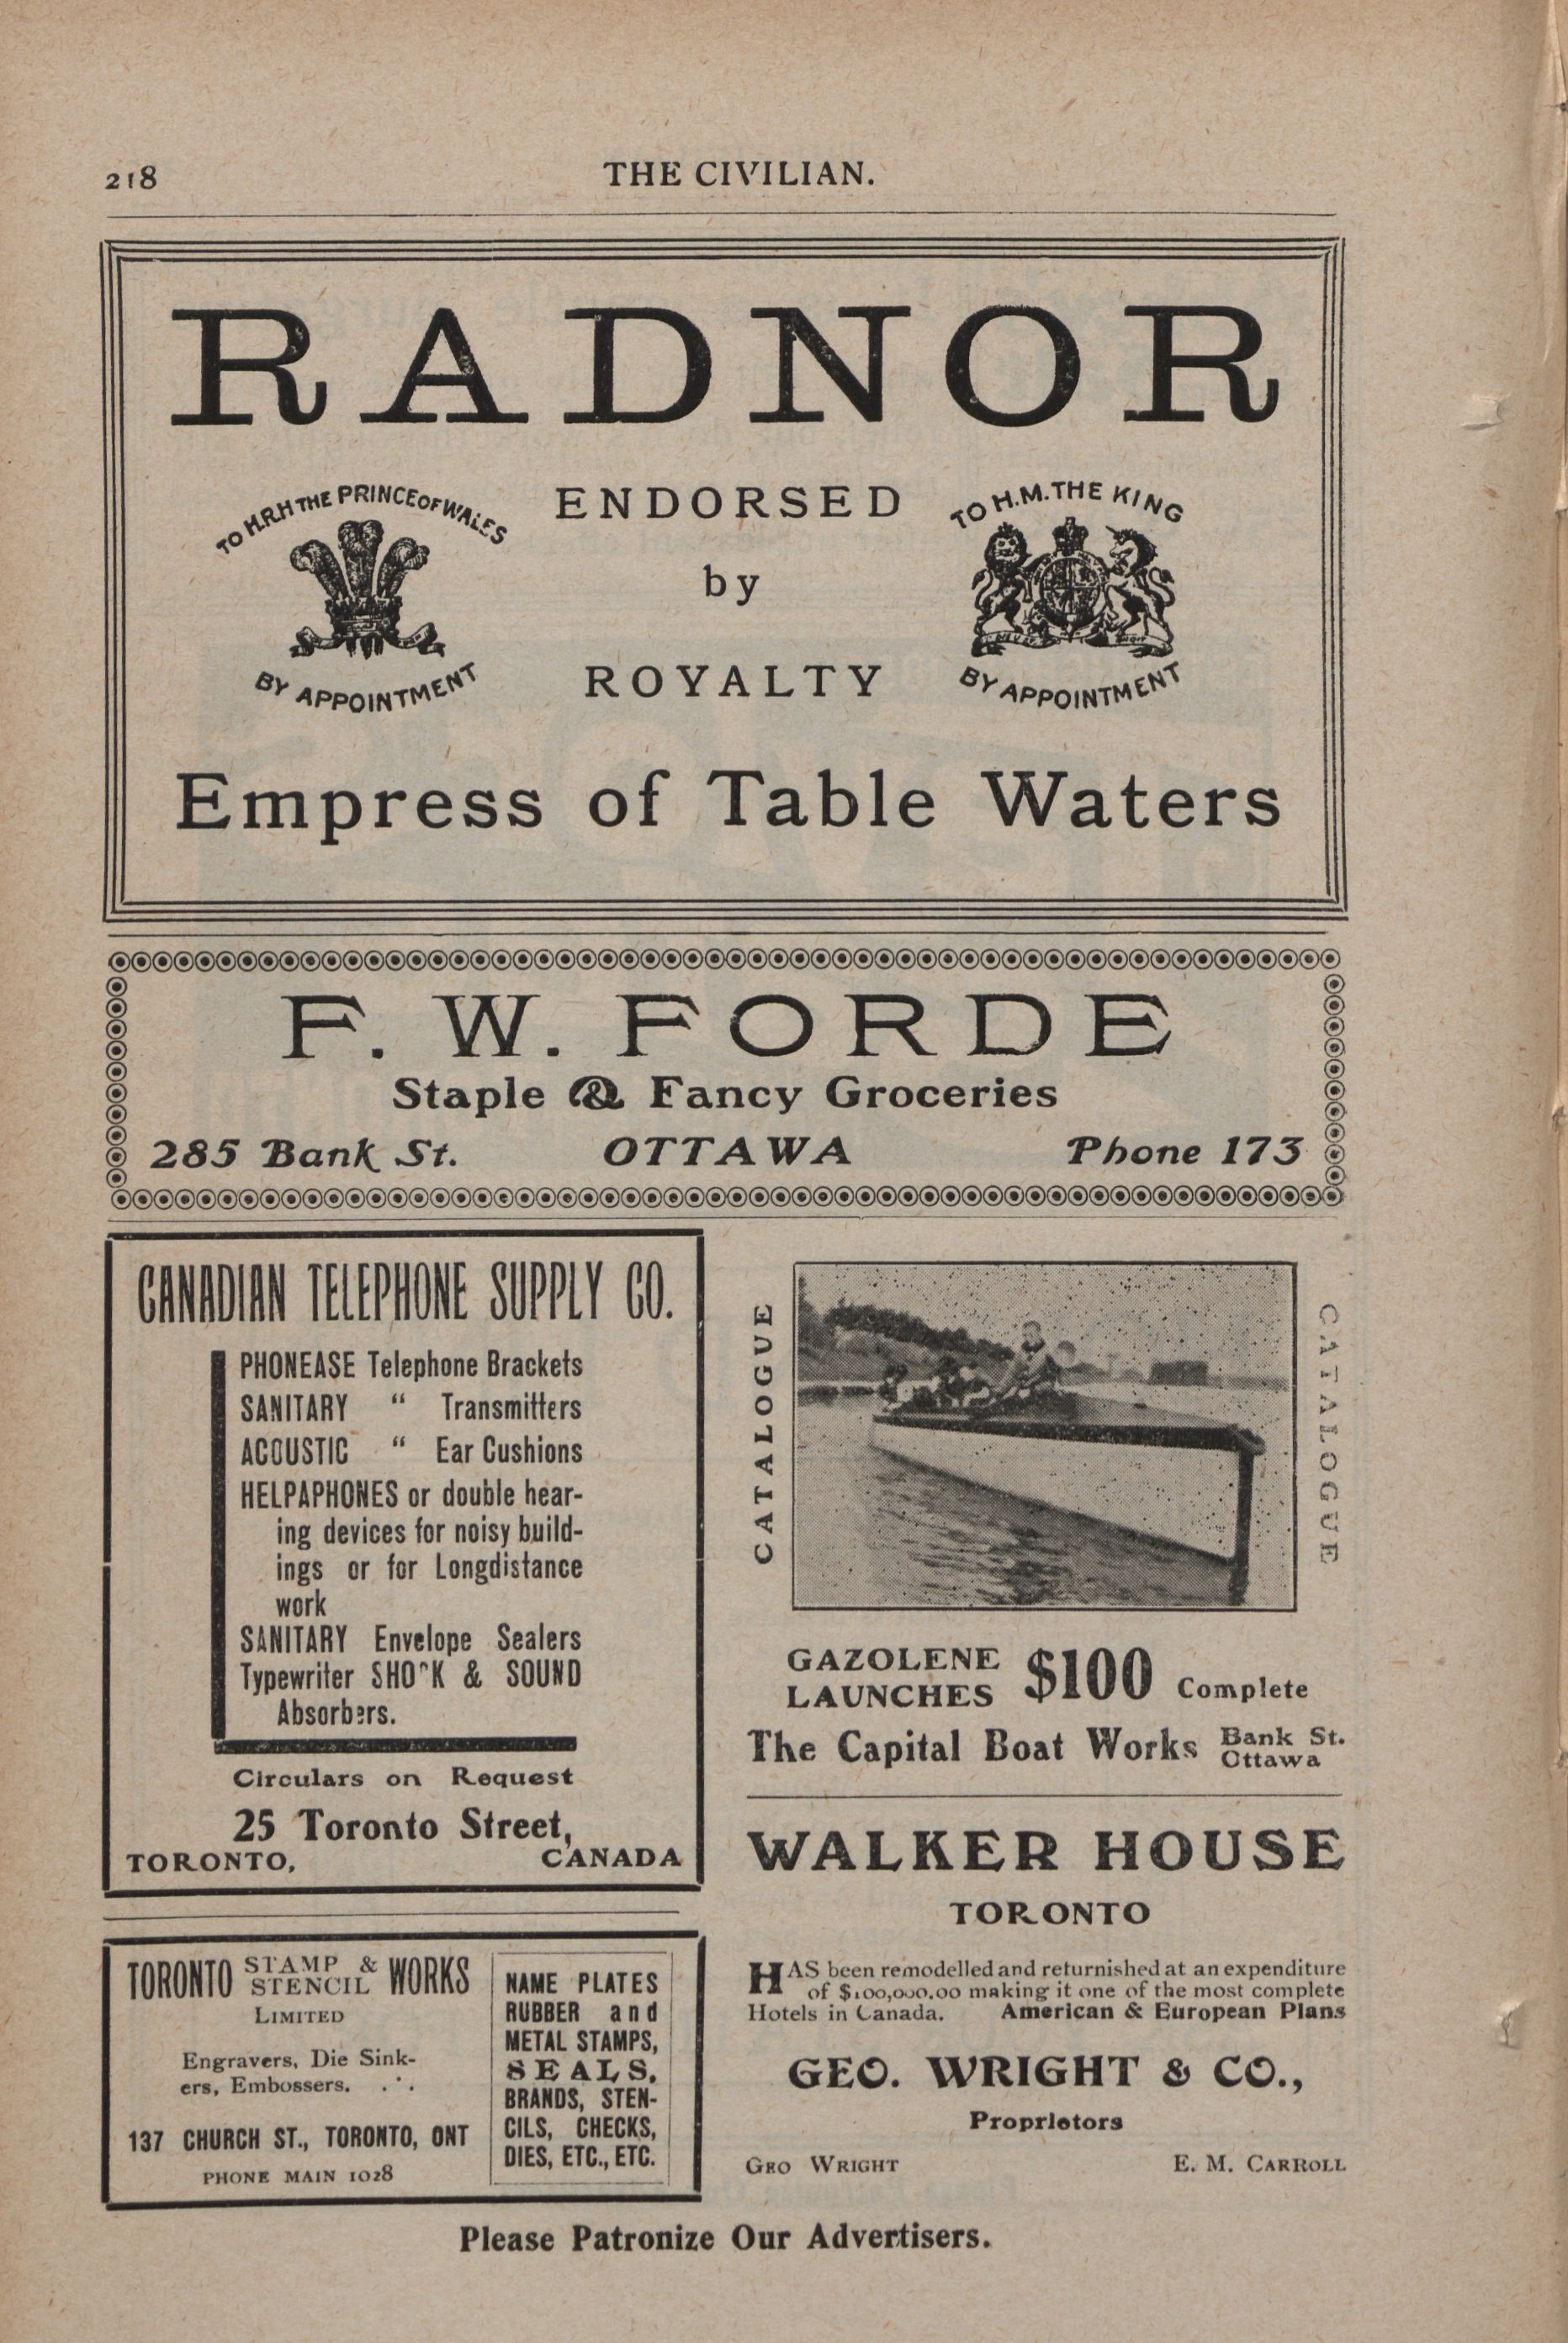 218
THE CIVILIAN.
RADNOR
TO H.R.H THE PRINCE OF WALES
BY APPOINTMENT
ENDORSED
by
ROYALTY
TO H.M. THE KING
BY APPOINTMENT
Empress of Table Waters
F. W. FORDE
Staple & Fancy Groceries
285 Bank St. OTTAWA Phone 173
CANADIAN TELEPHONE SUPPLY CO.
PHONEASE Telephone Brackets
SANITARY “ Transmitters
ACOUSTIC “ Ear Cushions
HELPAPHONES or double hear-
ing devices for noisy build-
ings or for Longdistance
work
SANITARY Envelope Sealers
Typewriter SHOCK & SOUND
Absorbers.
Circulars on Request
25 Toronto Street,
TORONTO, CANADA
TORONTO STAMP & STENCIL WORKS
LIMITED
Engravers, Die Sink-
ers, Embossers. .·.
137 CHURCH ST., TORONTO, ONT
PHONE MAIN 1028
NAME PLATES
RUBBER and
METAL STAMPS,
SEALS,
BRANDS, STEN-
CILS, CHECKS,
DIES, ETC., ETC.
CATALOGUE
CATALOGUE
GAZOLENE
LAUNCHES $100 Complete
The Capital Boat Works Bank St.
Ottawa
WALKER HOUSE
TORONTO
HAS been remodelled and returnished at an expenditure
of $100,000.00 making it one of the most complete
Hotels in Canada. American & European Plans
GEO. WRIGHT & CO.,
Proprietors
GEO WRIGHT E. M. CARROLL
Please Patronize Our Advertisers.